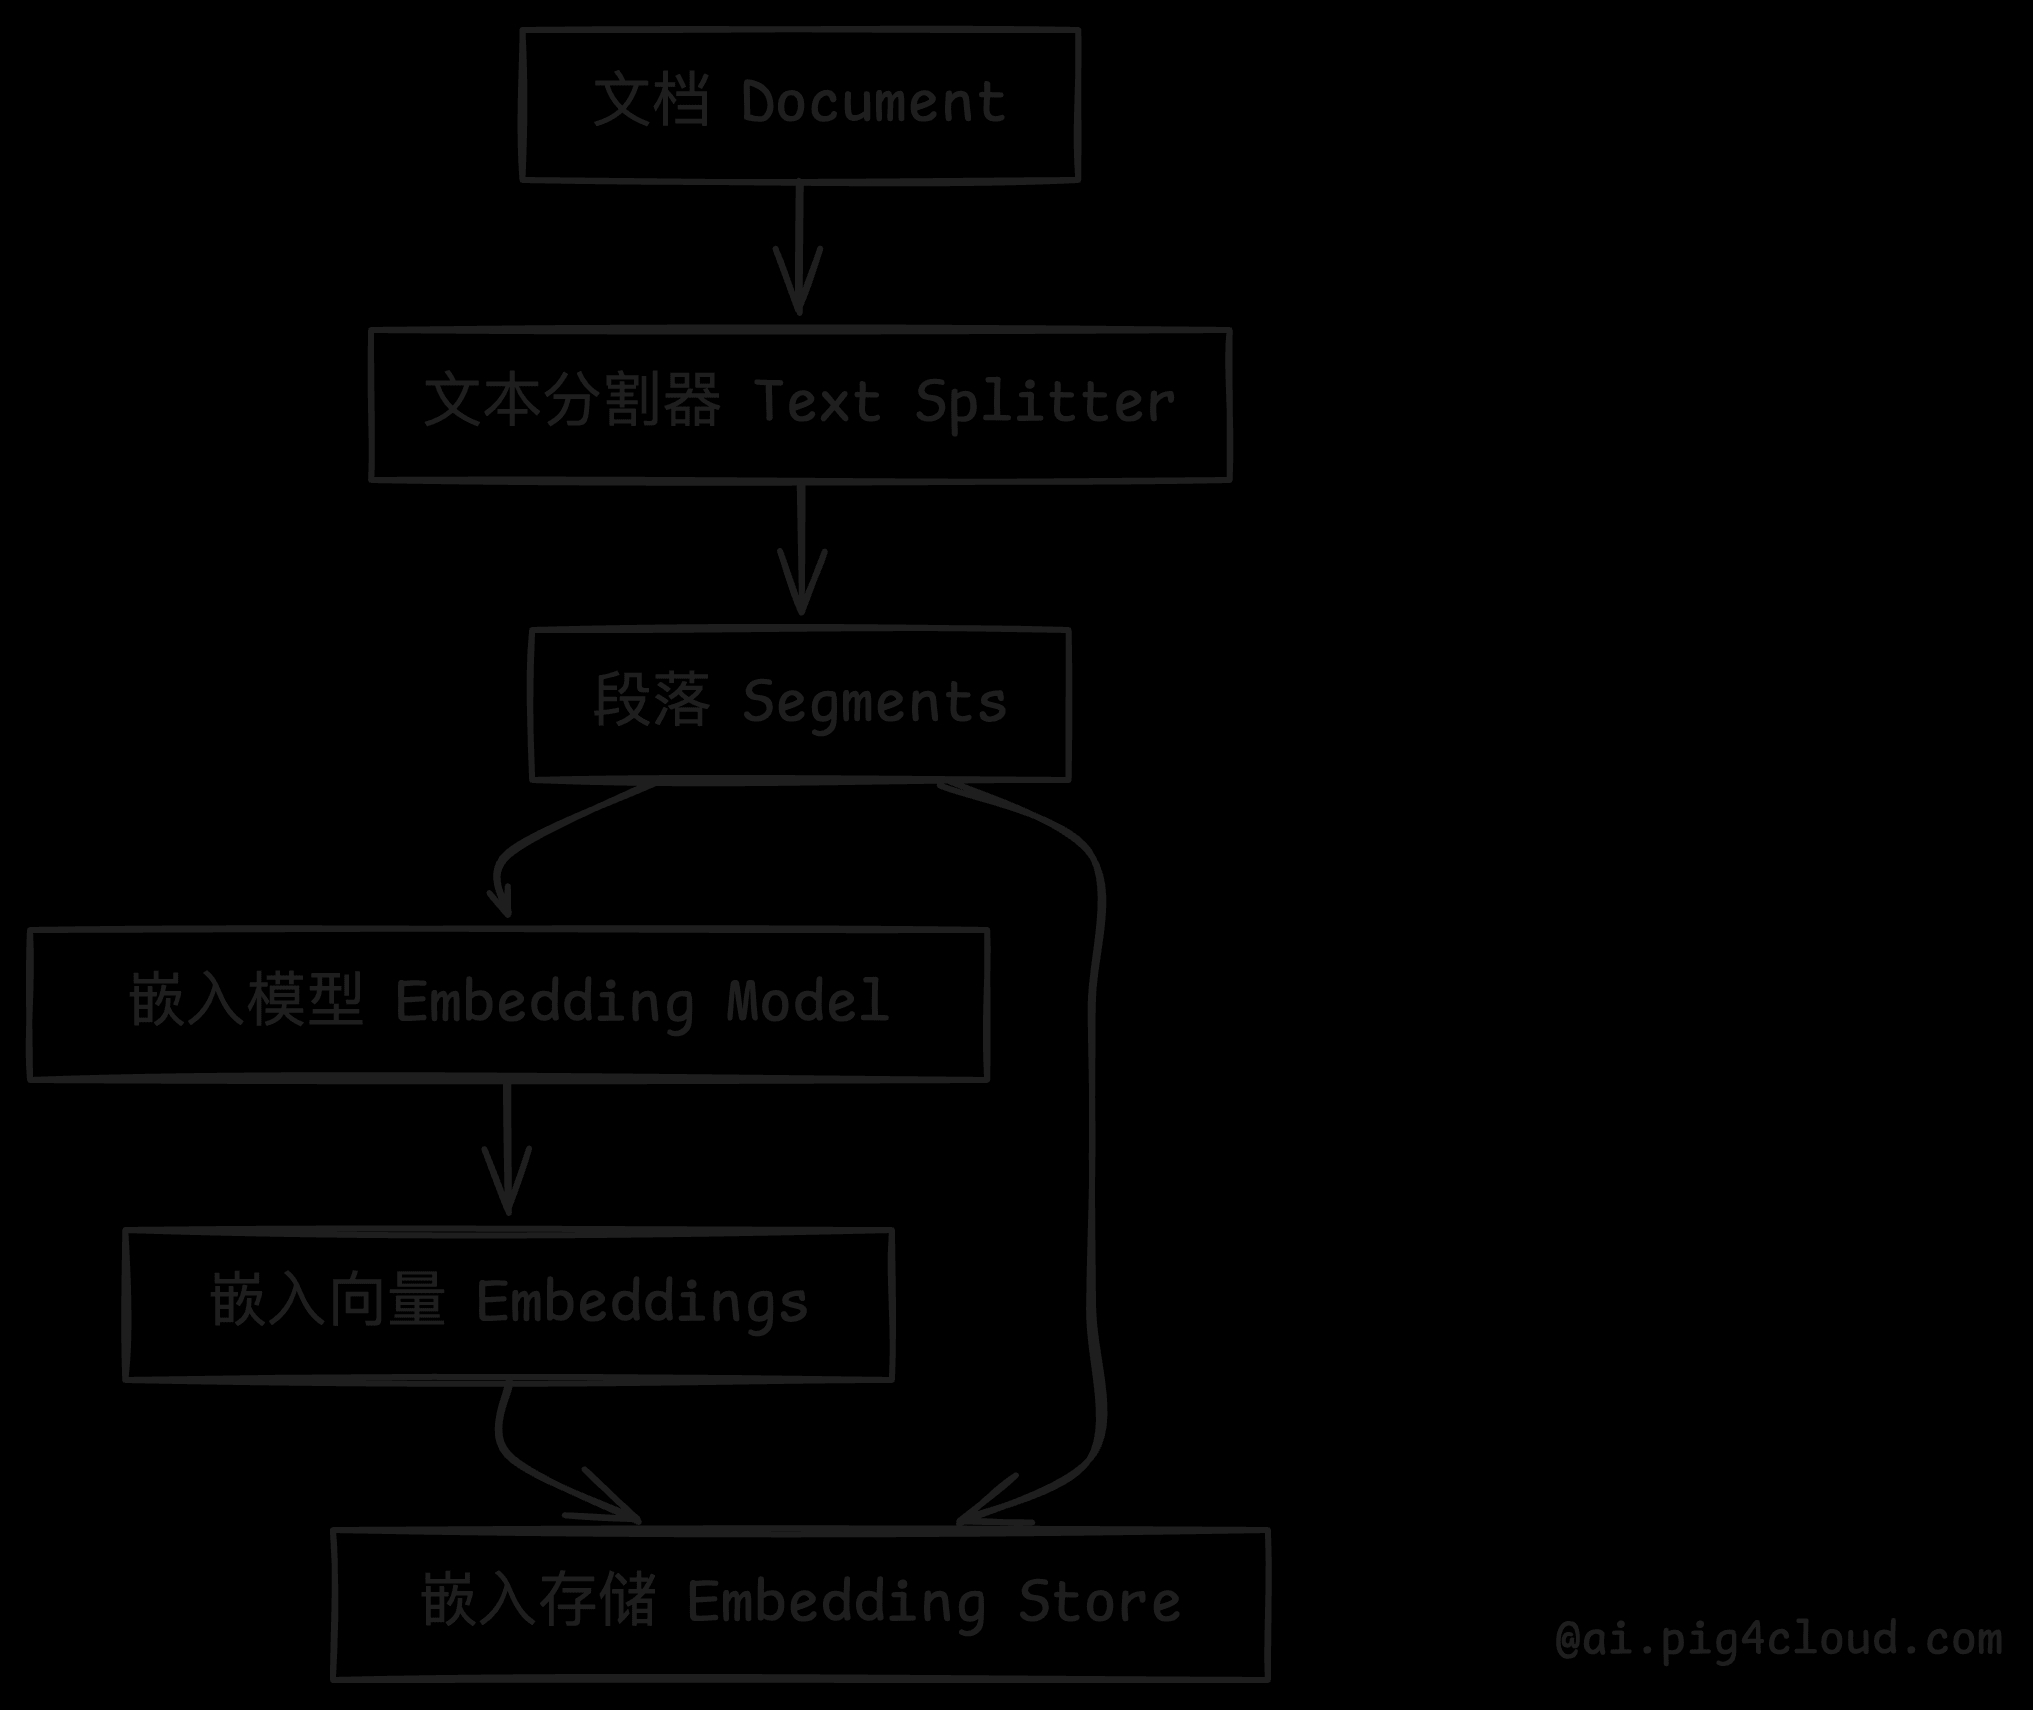 文档 Document
文本分割器 Text Splitter
段落 Segments
嵌入模型 Embedding Model
嵌入向量 Embeddings
嵌入存储 Embedding Store
@ai.pig4cloud.com